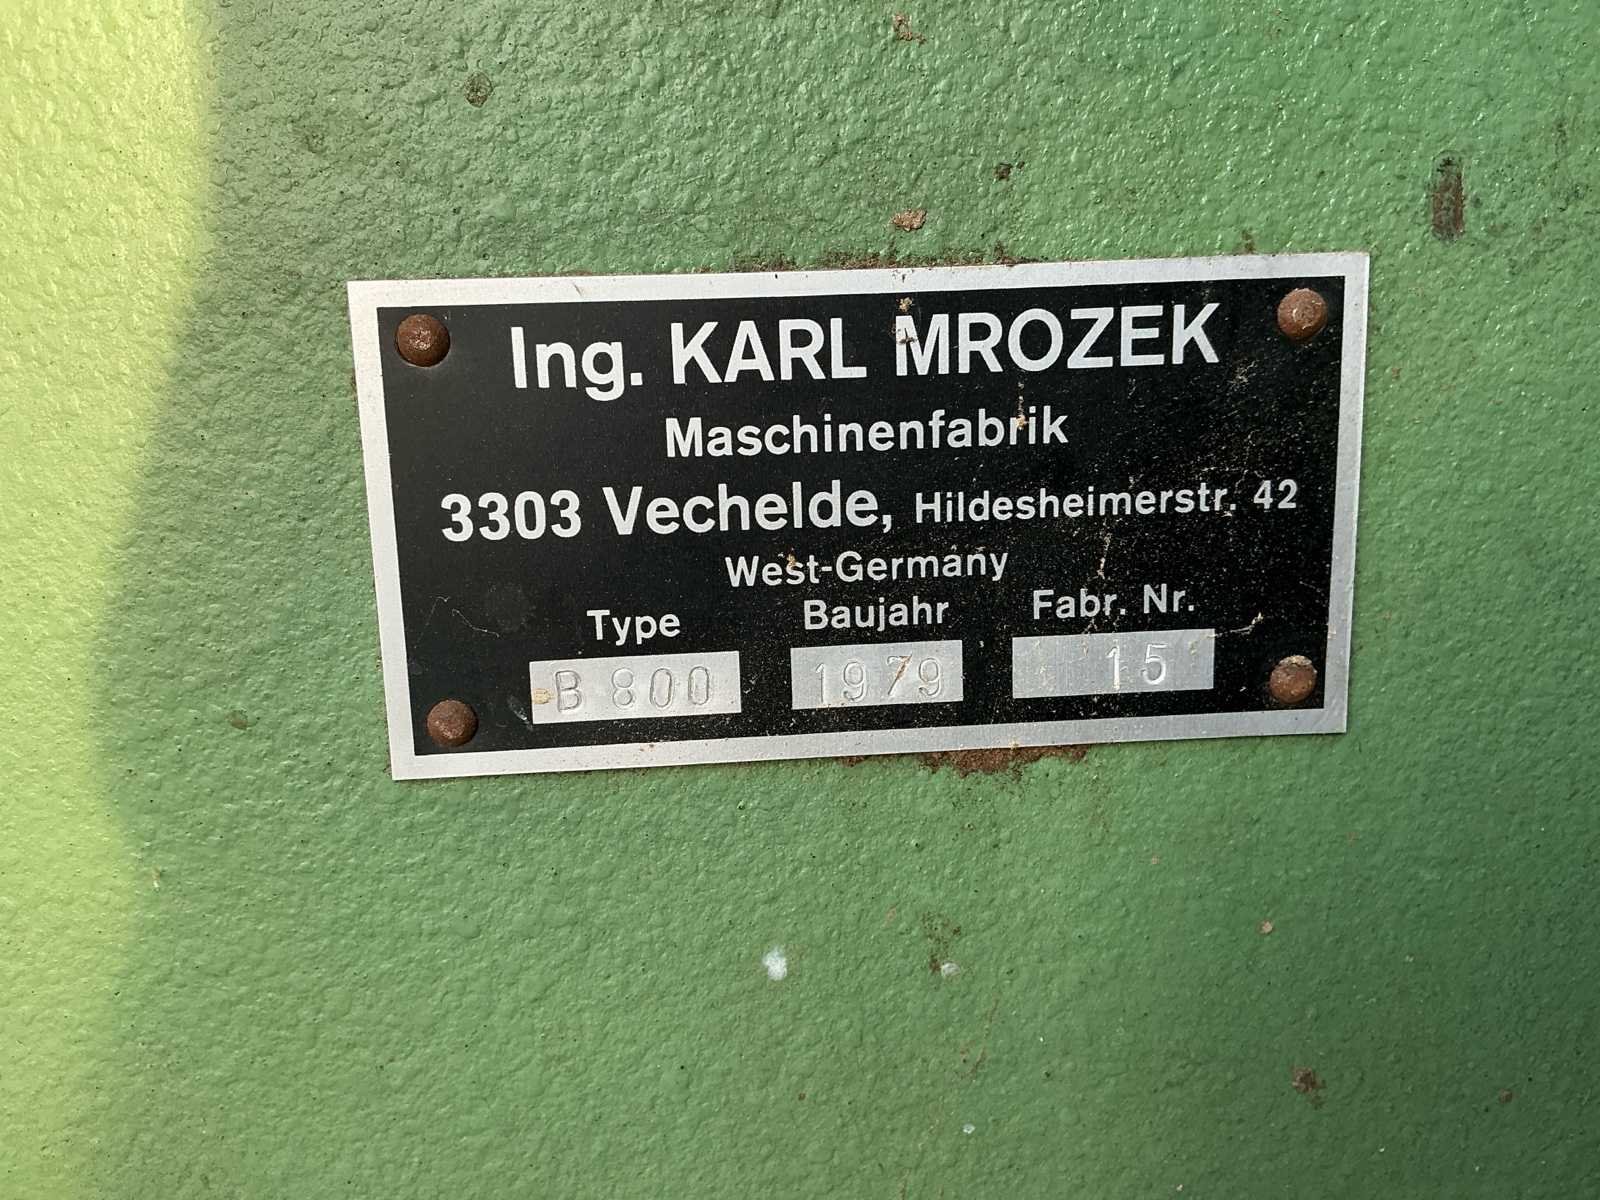 Ing. KARL MROZEK
Maschinenfabrik
3303 Vechelde, Hildesheimerstr. 42
West-Germany
Type Baujahr Fabr. Nr.
B 800 1979 15